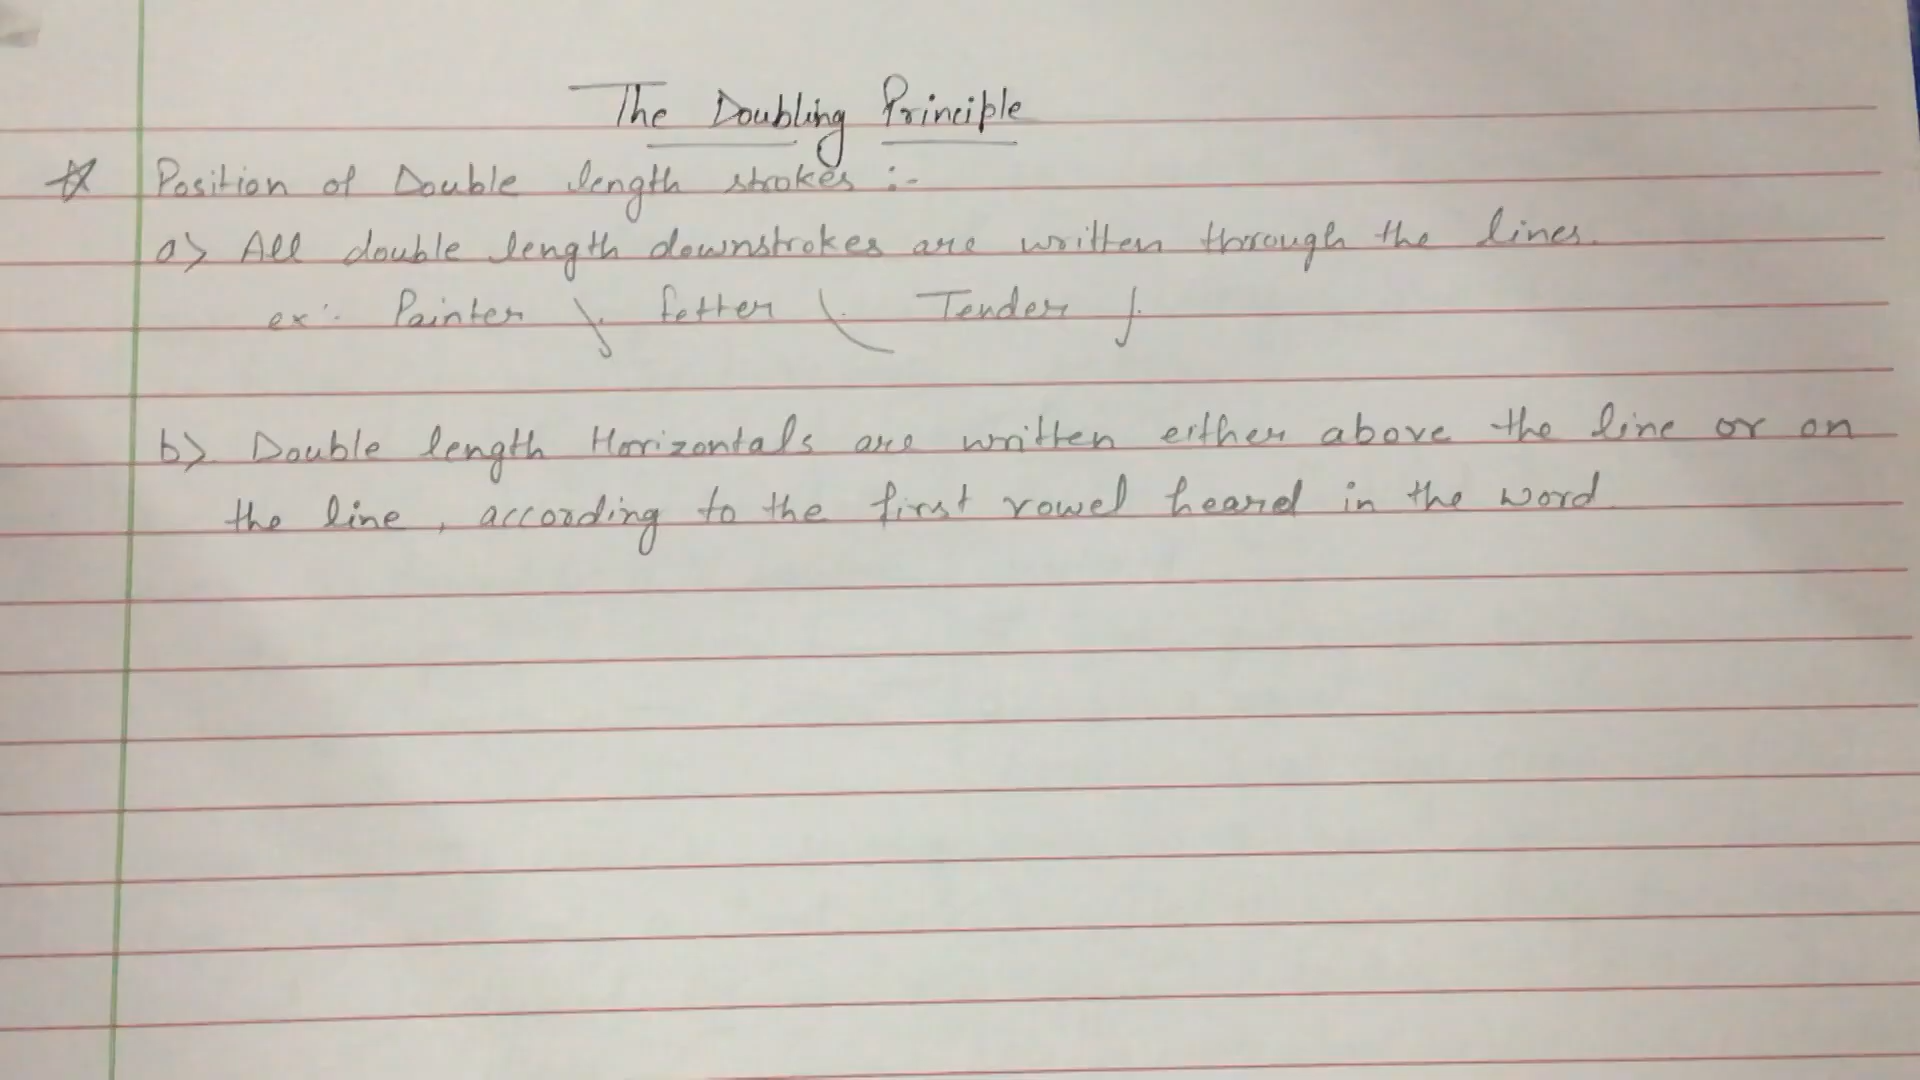 The Doubling Principle
☆ Position of Double length strokes :-
a> All double length downstrokes are written through the lines.
ex:. Painter fetter Tender
b> Double length Horizontals are written either above the line or on
the line, according to the first vowel heard in the word